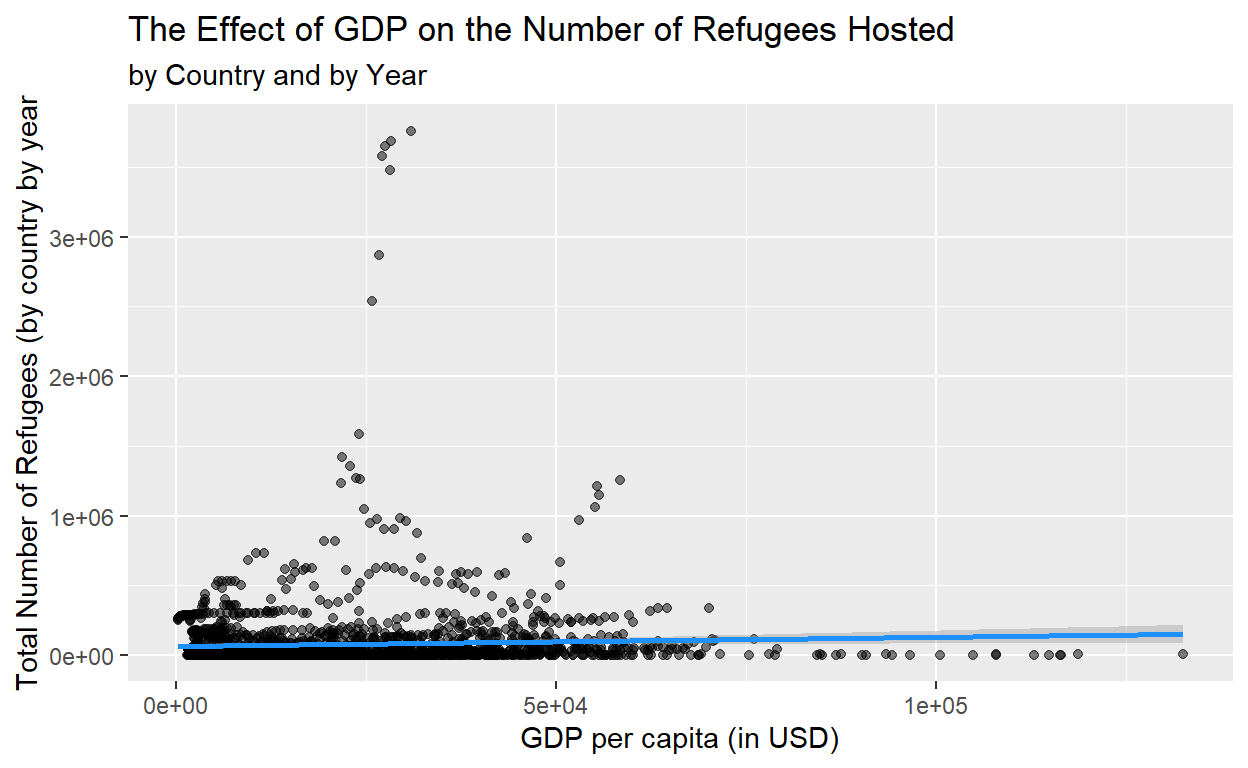 The Effect of GDP on the Number of Refugees Hosted
by Country and by Year
Total Number of Refugees (by country by year
3e+06
2e+06
1e+06
0e+00
0e+00 5e+04 1e+05
GDP per capita (in USD)